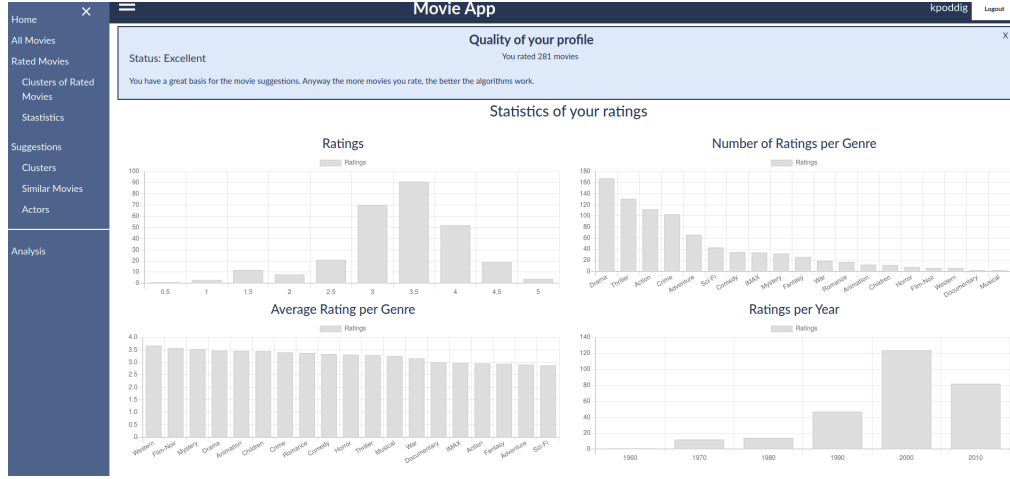 Home
×
All Movies
Rated Movies
Clusters of Rated
Movies
Stastistics
Suggestions
Clusters
Similar Movies
Actors
Analysis
Movie App
kpoddig
Logout
Quality of your profile
X
Status: Excellent
You rated 281 movies
You have a great basis for the movie suggestions. Anyway the more movies you rate, the better the algorithms work.
Statistics of your ratings
Ratings
Ratings
100
90
80
70
60
50
40
30
20
10
0
0.5 1 1.5 2 2.5 3 3.5 4 4.5 5
Number of Ratings per Genre
Ratings
180
160
140
120
100
80
60
40
20
0
Drama Thriller Action Crime Adventure Sci-Fi Comedy IMAX Mystery Fantasy War Romance Animation Children Horror Film-Noir Western Documentary Musical
Average Rating per Genre
Ratings
4.0
3.5
3.0
2.5
2.0
1.5
1.0
0.5
0
Western Film-Noir Mystery Drama Animation Children Crime Romance Comedy Horror Thriller Musical War Documentary IMAX Action Fantasy Adventure Sci-Fi
Ratings per Year
Ratings
140
120
100
80
60
40
20
0
1960 1970 1980 1990 2000 2010